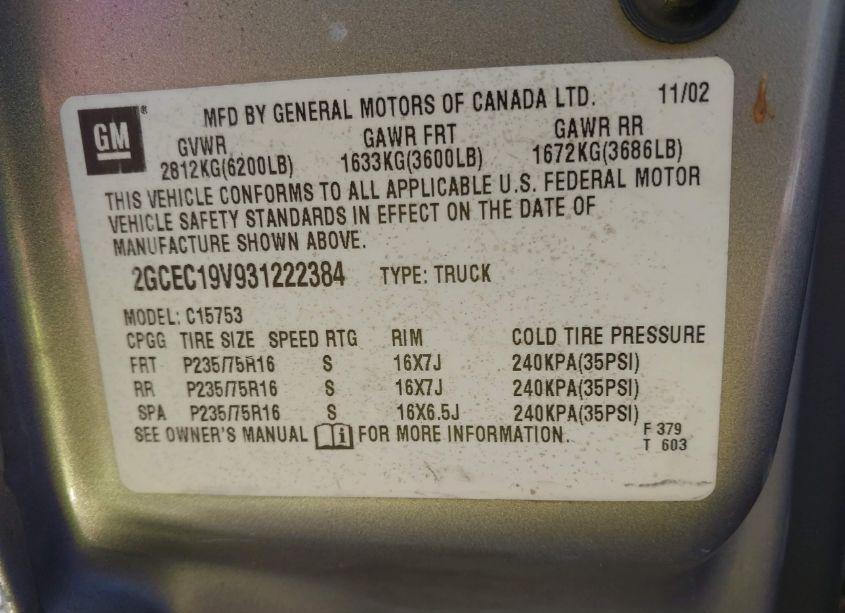 GM ® MFD BY GENERAL MOTORS OF CANADA LTD. 11/02
GVWR GAWR FRT GAWR RR
2812KG(6200LB) 1633KG(3600LB) 1672KG(3686LB)
THIS VEHICLE CONFORMS TO ALL APPLICABLE U.S. FEDERAL MOTOR
VEHICLE SAFETY STANDARDS IN EFFECT ON THE DATE OF
MANUFACTURE SHOWN ABOVE.
2GCEC19V931222384 TYPE: TRUCK
MODEL: C15753
CPGG TIRE SIZE SPEED RTG RIM COLD TIRE PRESSURE
FRT P235/75R16 S 16X7J 240KPA(35PSI)
RR P235/75R16 S 16X7J 240KPA(35PSI)
SPA P235/75R16 S 16X6.5J 240KPA(35PSI)
SEE OWNER'S MANUAL i FOR MORE INFORMATION.
F 379
T 603